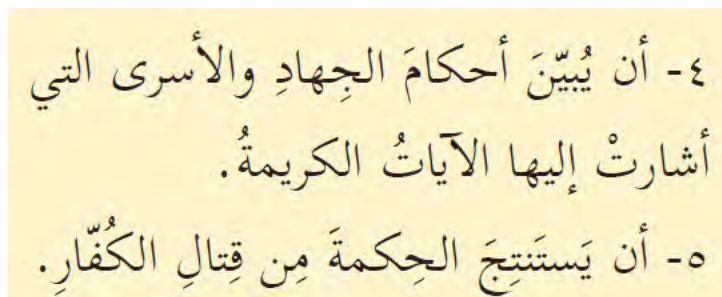 ٤- أن يُبيّنَ أحكامَ الجِهادِ والأسرى التي
أشارتْ إليها الآياتُ الكريمةُ.
٥- أن يَستَنتِجَ الحِكمةَ مِن قِتالِ الكُفّارِ.